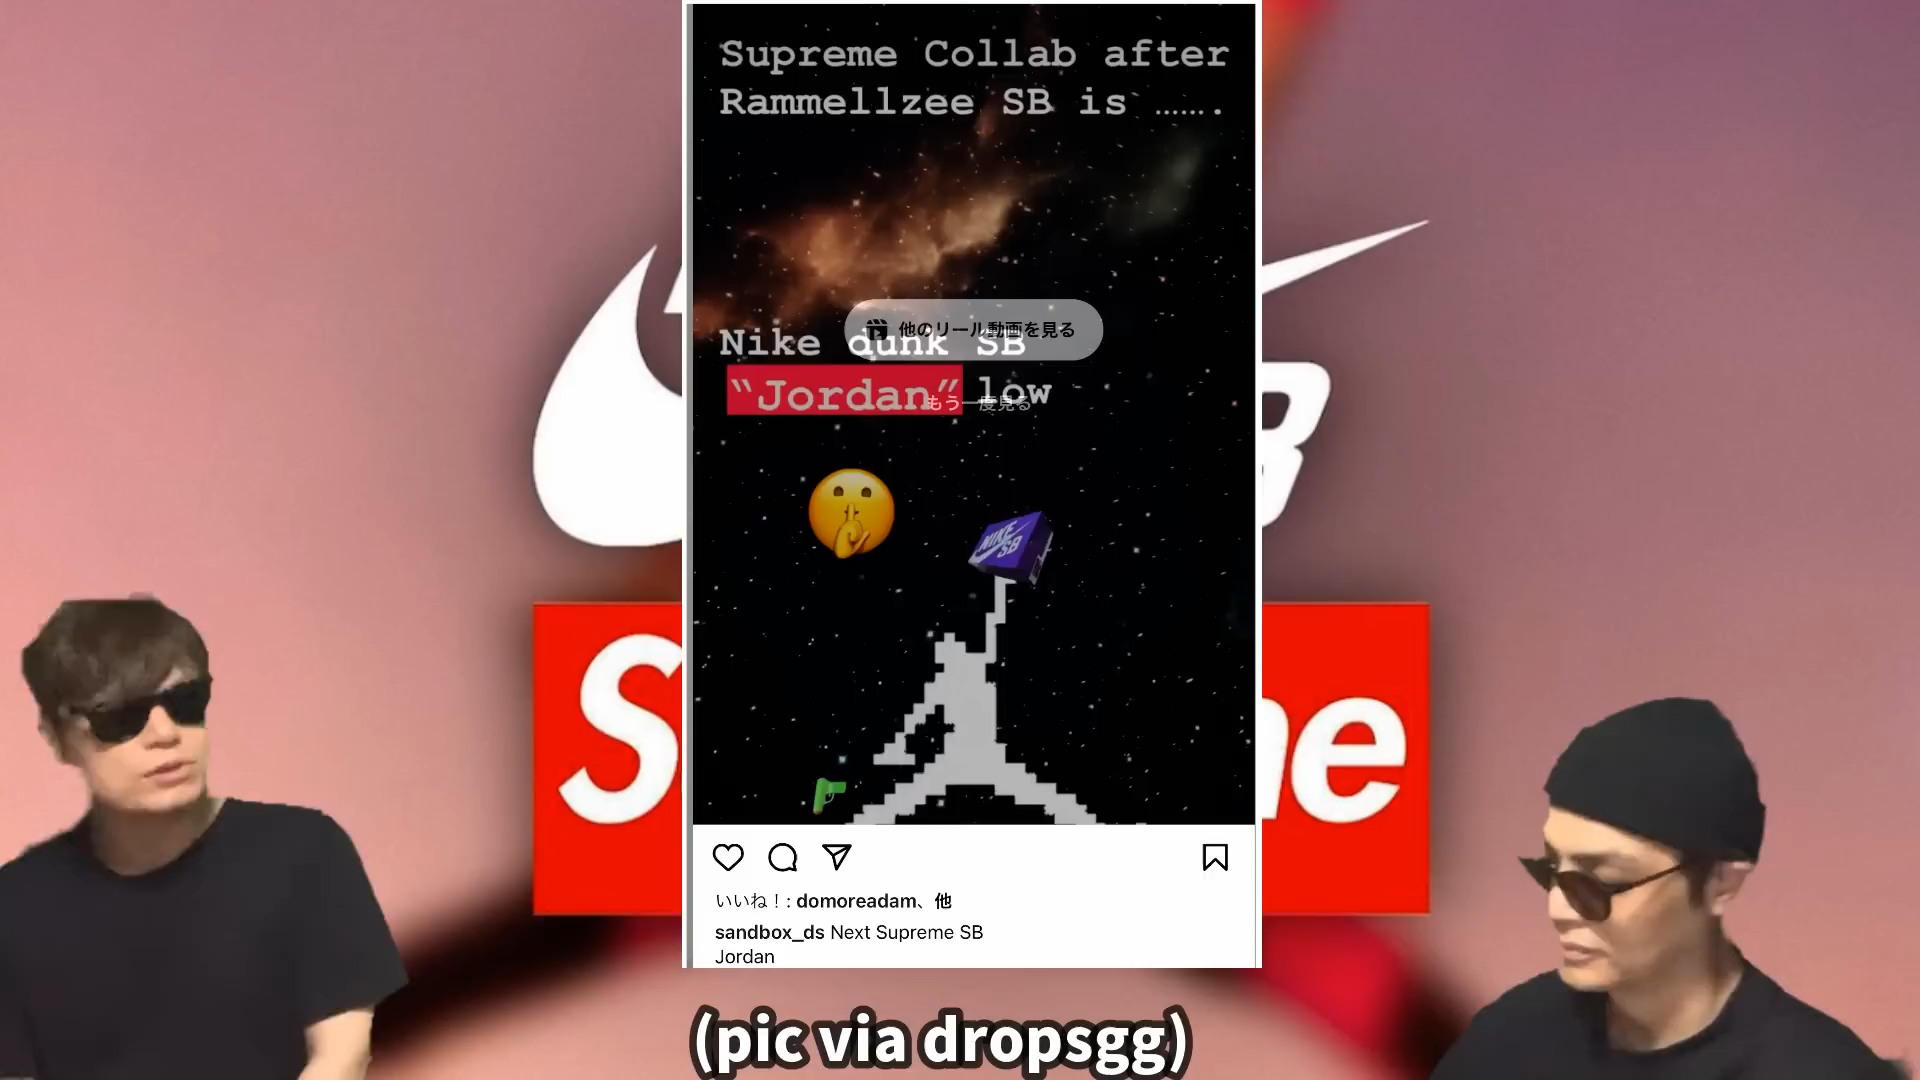 Supreme Collab after
Rammellzee SB is .......
他のリール動画を見る
Nike dunk SB
“Jordan” low
もう一度見る
NIKE
SB
いいね！: domoreadam、他
sandbox_ds Next Supreme SB
Jordan
(pic via dropsgg)